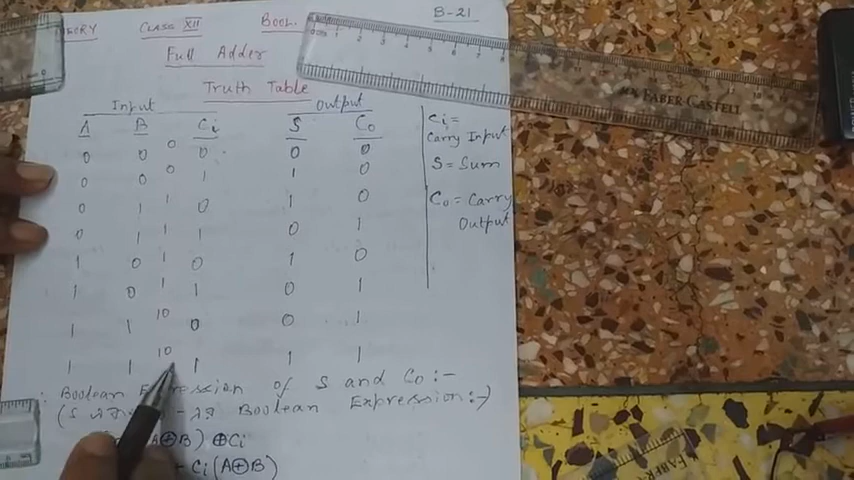 CLASS XII
B-21
Full Adder
Truth Table
Input Output
A B Ci S Co
0 0 0 0 0 0
0 0 0 1 1 0
0 1 1 0 1 0
0 1 1 1 0 1
1 0 1 0 1 0
1 0 1 1 0 1
1 1 10 0 0 1
1 1 10 1 1 1
Ci =
Carry Input
S = Sum
Co = Carry
Output
Boolean of S and Co :-
Boolean Expression :-)
A⊕B) ⊕Ci
Ci(A⊕B)
FABER-CASTELL